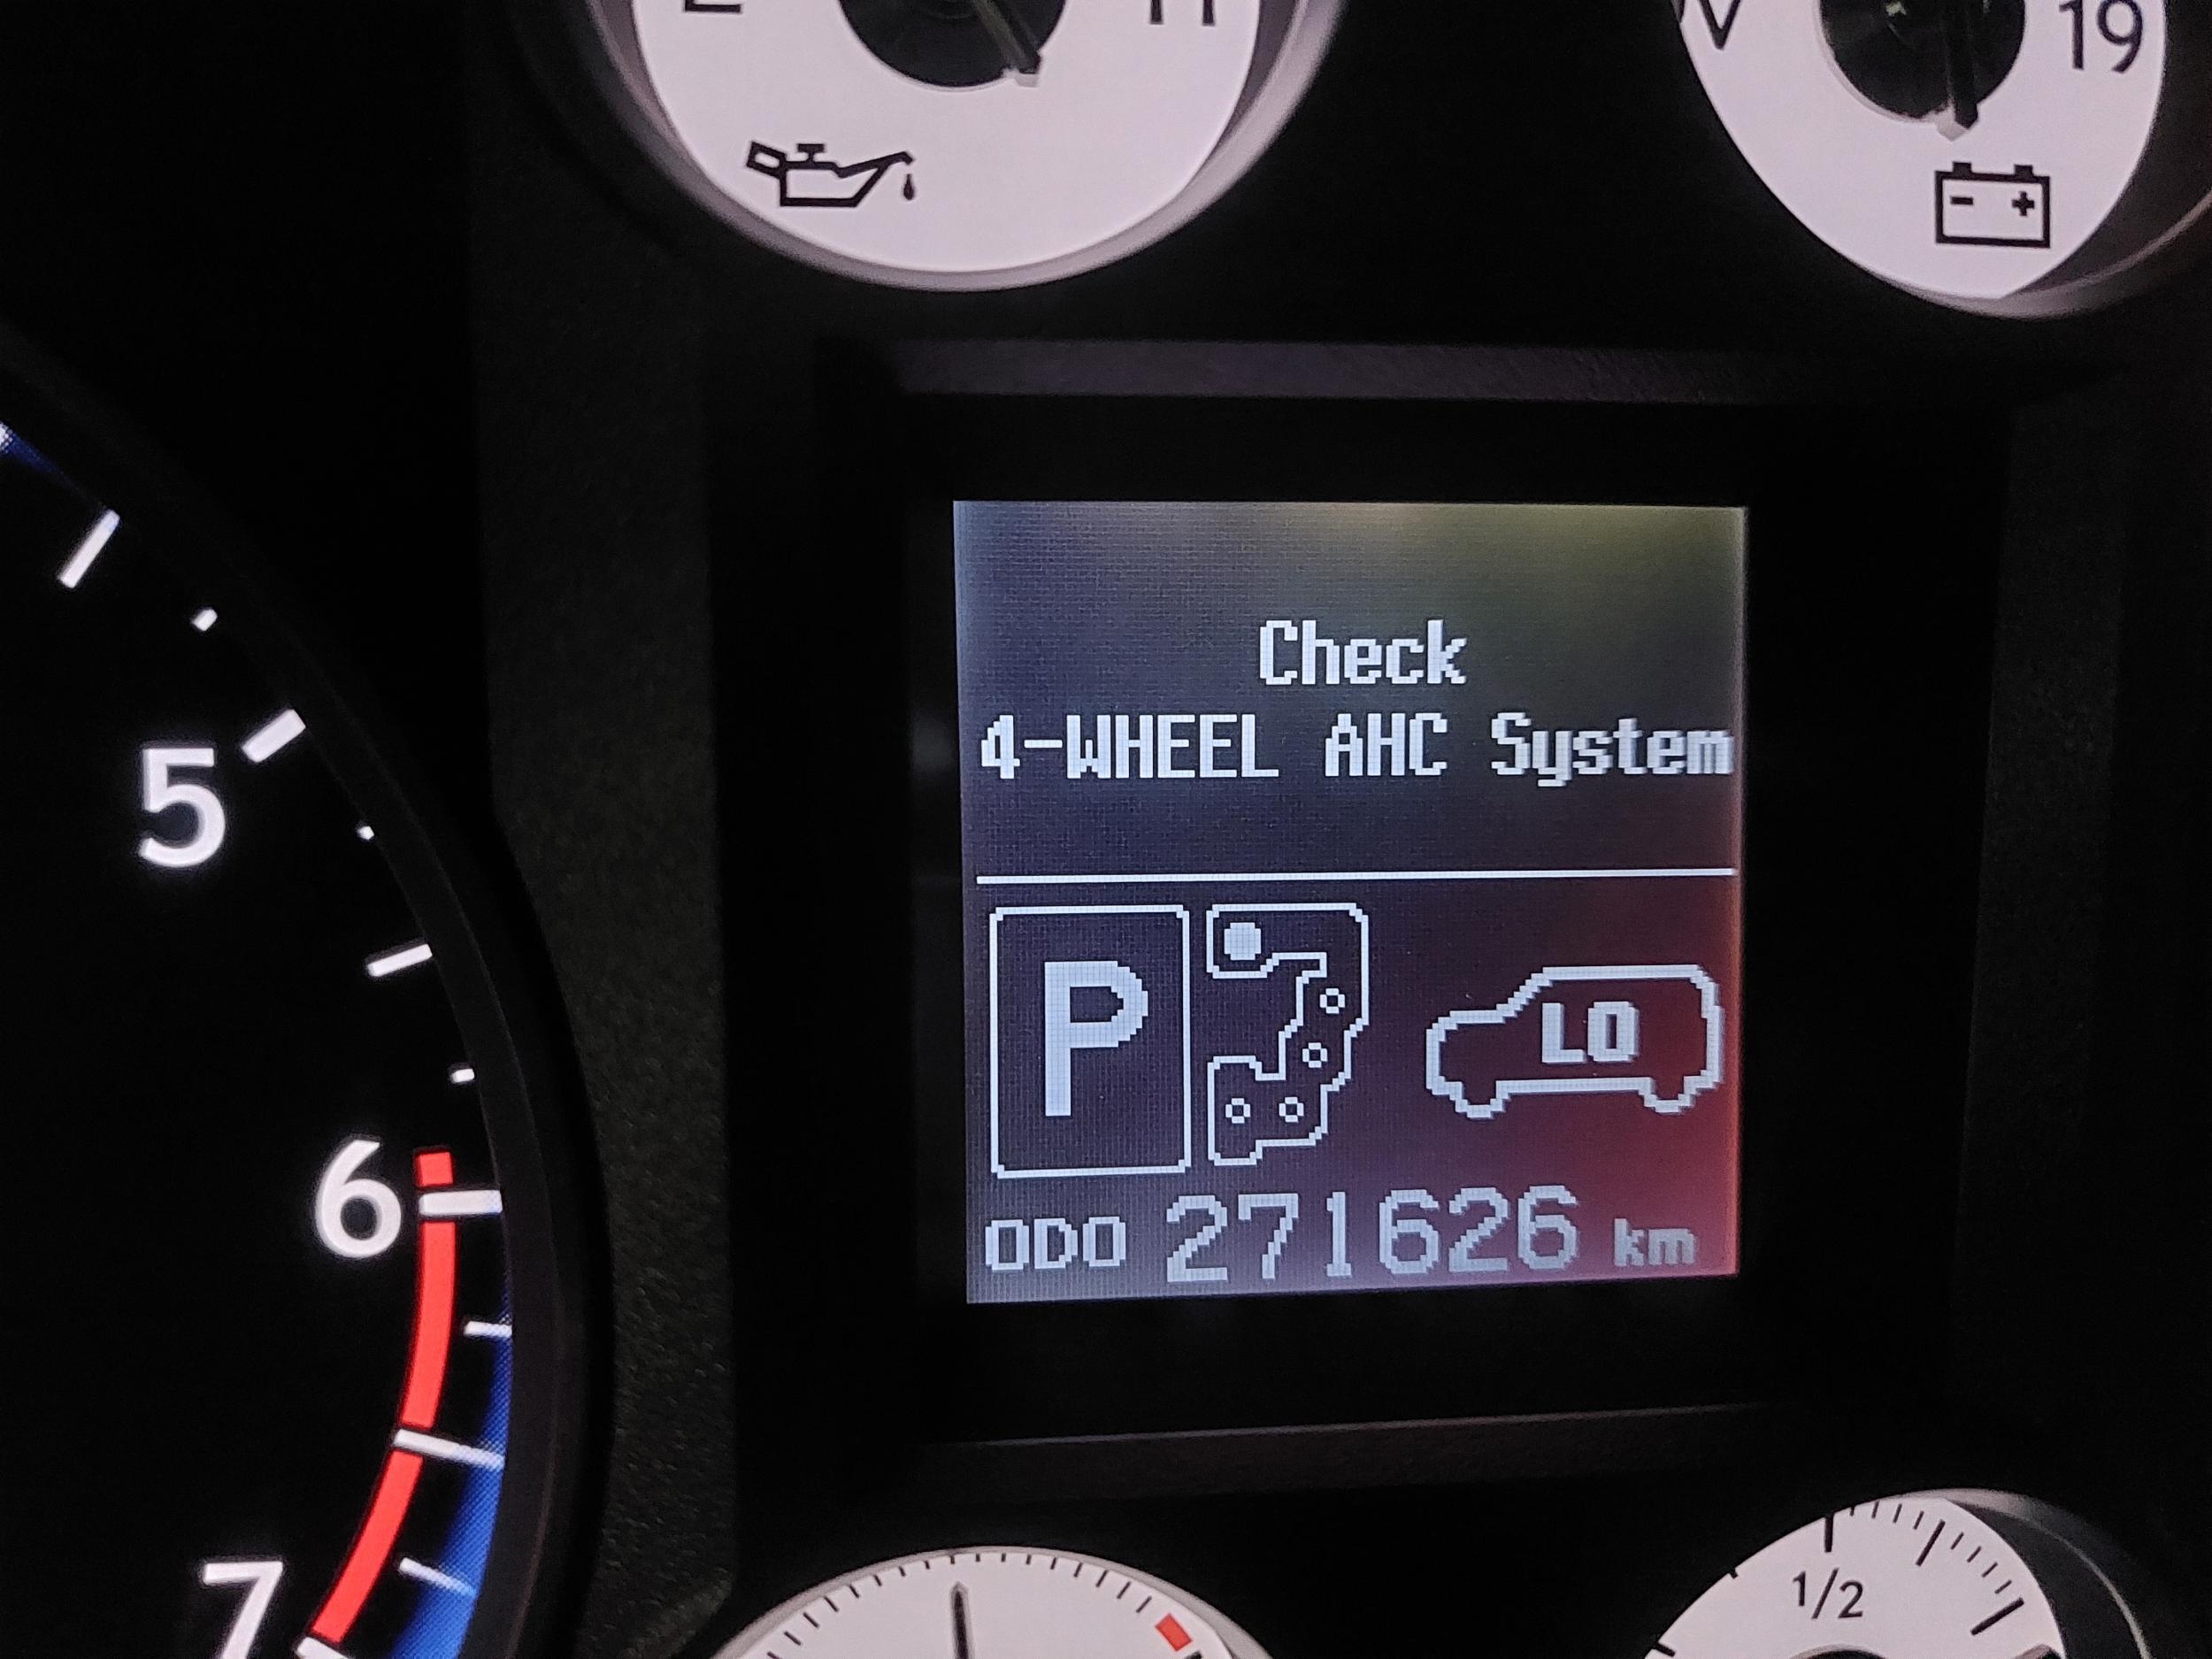 V
19
- +
5
6
7
Check
4-WHEEL AHC System
P
LO
ODO 271626 km
1/2